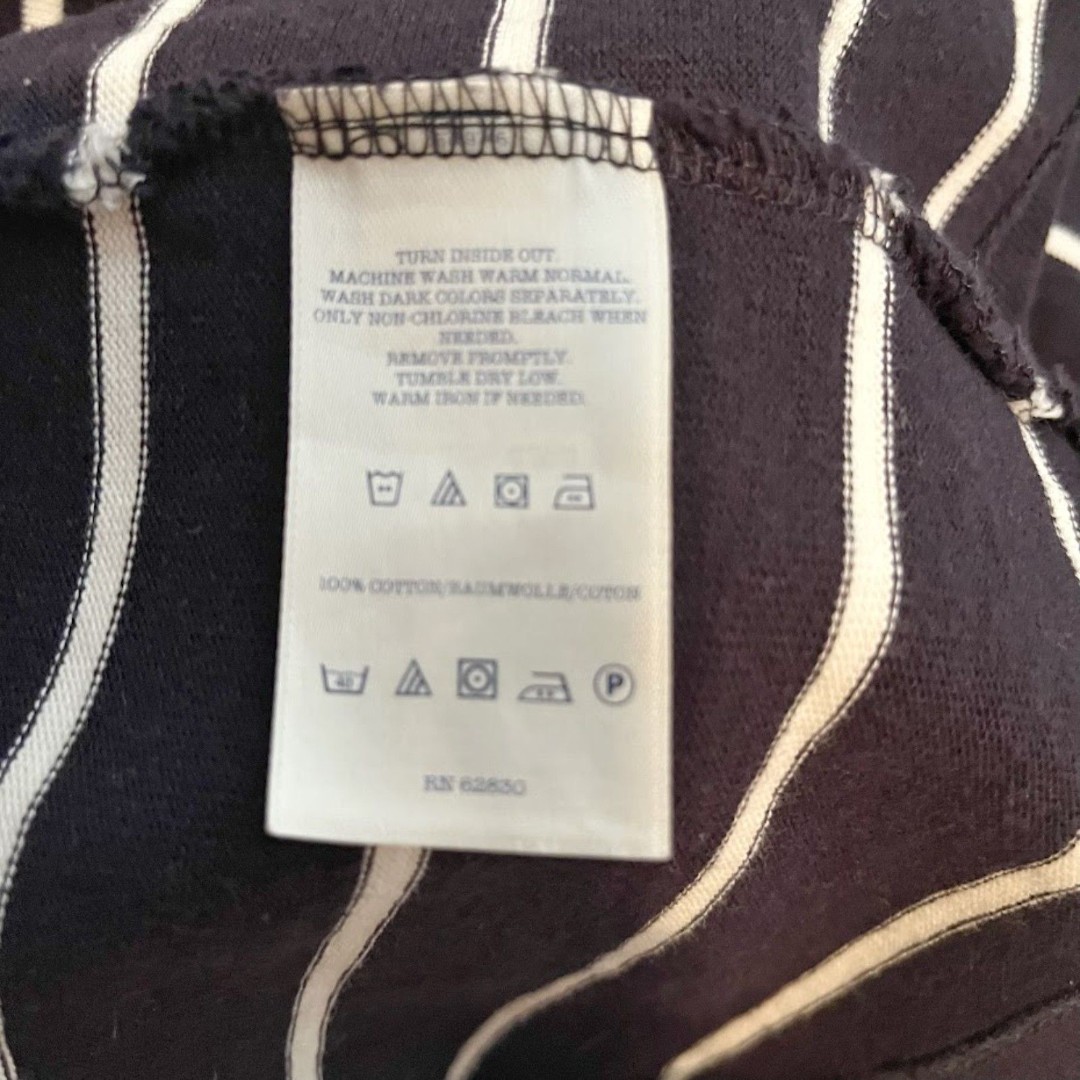 TURN INSIDE OUT.
MACHINE WASH WARM NORMAL.
WASH DARK COLORS SEPARATELY.
ONLY NON-CHLORINE BLEACH WHEN
NEEDED.
REMOVE PROMPTLY.
TUMBLE DRY LOW.
WARM IRON IF NEEDED.
100% COTTON/BAUMWOLLE/COTON
40
P
RN 62830